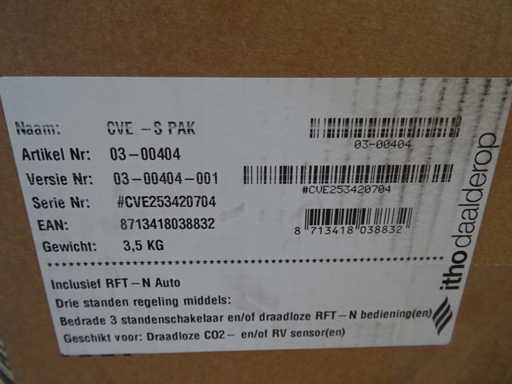 Naam: CVE -S PAK
03-00404
Artikel Nr: 03-00404
Versie Nr: 03-00404-001
#CVE253420704
Serie Nr: #CVE253420704
EAN: 8713418038832
8 713418 038832
Gewicht: 3,5 KG
************************************************
Inclusief RFT-N Auto
Drie standen regeling middels:
Bedrade 3 standenschakelaar en/of draadloze RFT-N bediening(en)
Geschikt voor: Draadloze CO2- en/of RV sensor(en)
ithodaalderop